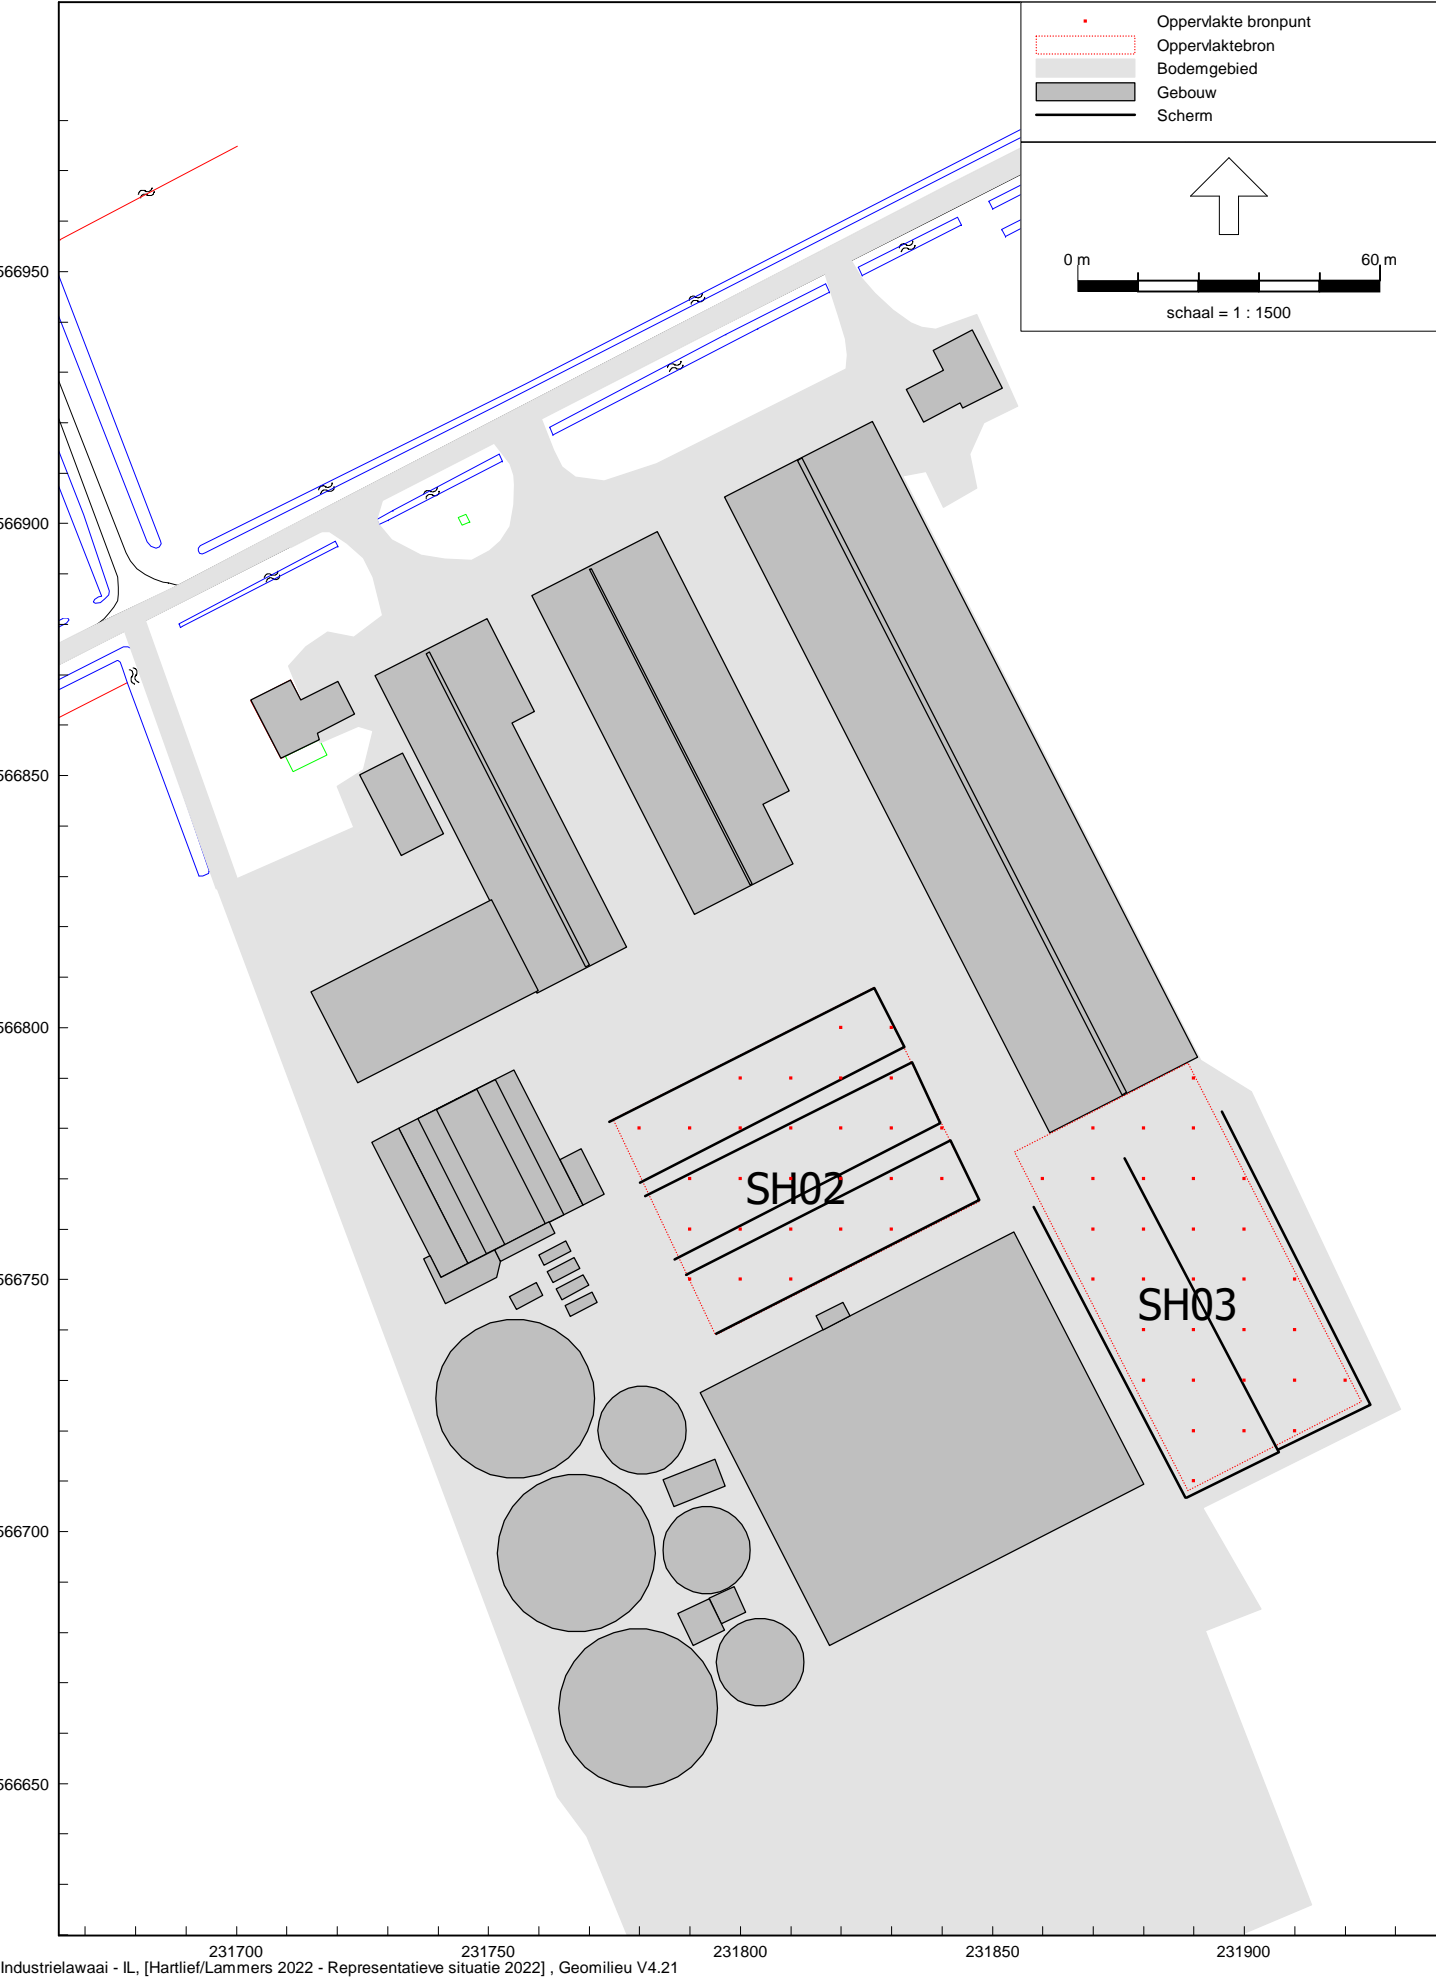 Oppervlakte bronpunt
Oppervlaktebron
Bodemgebied
Gebouw
Scherm
0 m 60 m
schaal = 1 : 1500
566950
566900
566850
566800
SH02
566750
SH03
566700
566650
231700 231750 231800 231850 231900
Industrielawaai - IL, [Hartlief/Lammers 2022 - Representatieve situatie 2022] , Geomilieu V4.21